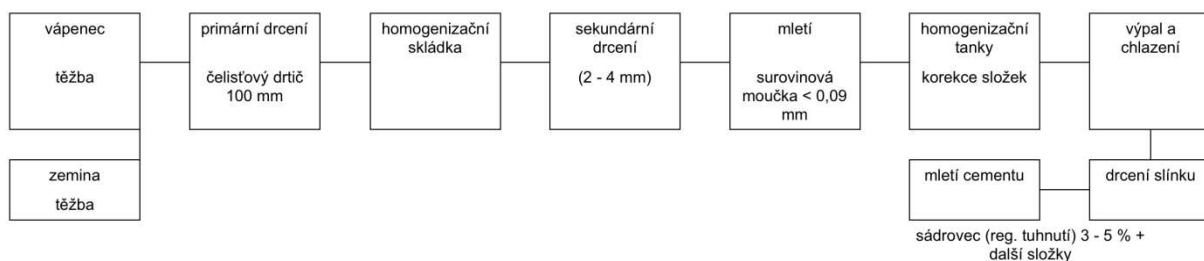 vápenec
těžba
primární drcení
čelisťový drtič
100 mm
homogenizační
skládka
sekundární
drcení
(2 - 4 mm)
mletí
surovinová
moučka < 0,09
mm
homogenizační
tanky
korekce složek
výpal a
chlazení
zemina
těžba
mletí cementu
drcení slínku
sádrovec (reg. tuhnutí) 3 - 5 % +
další složky